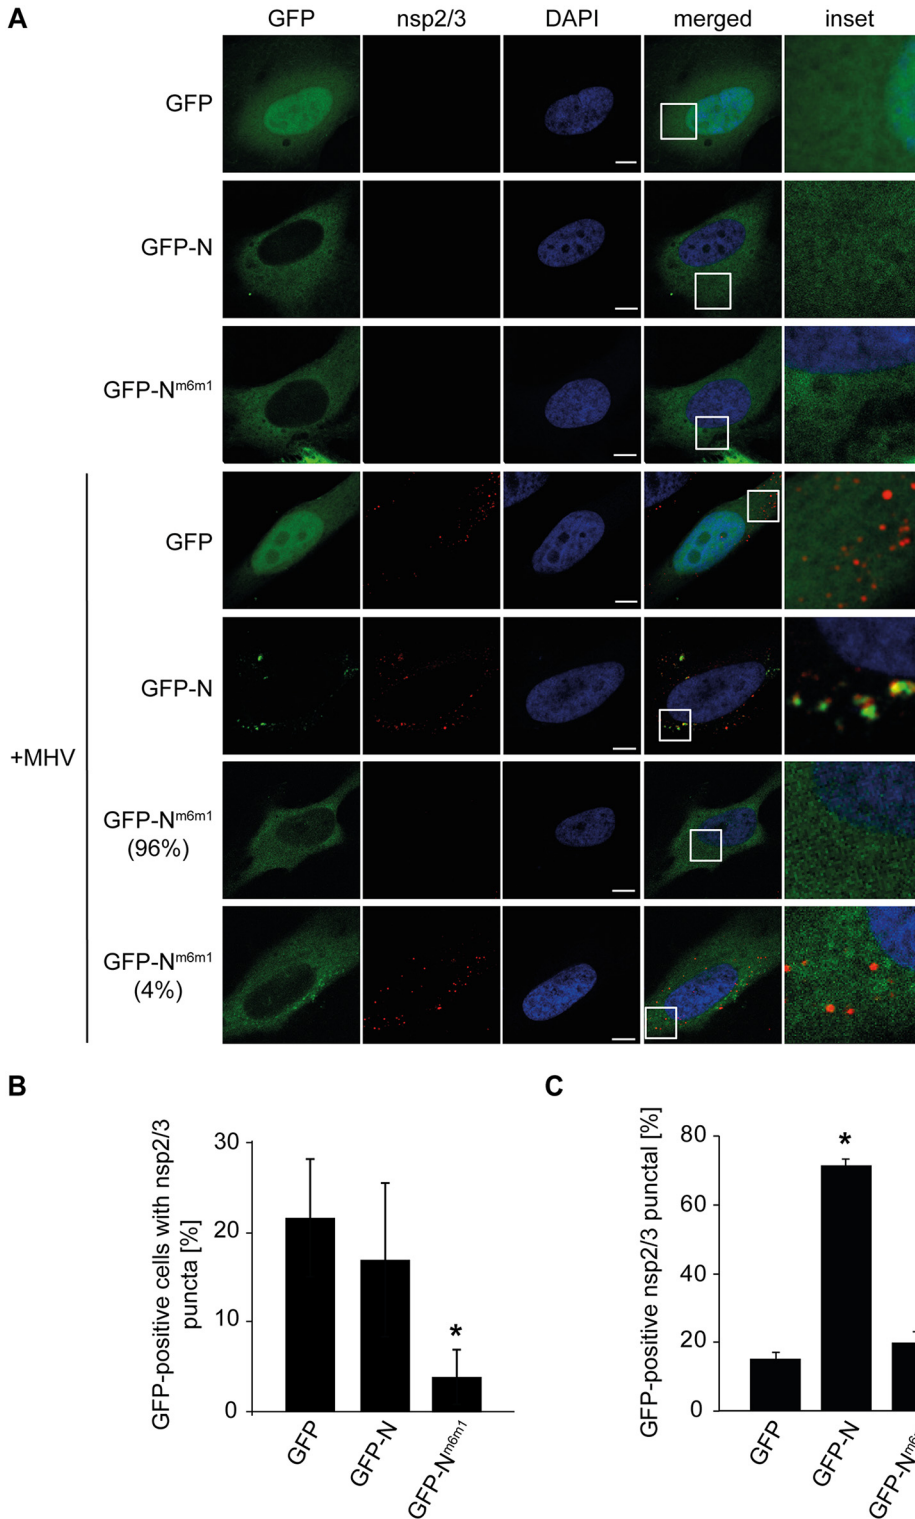 A
GFP nsp2/3 DAPI merged inset
GFP
GFP-N
GFP-Nm6m1
GFP
GFP-N
+MHV
GFP-Nm6m1
(96%)
GFP-Nm6m1
(4%)
B
GFP-positive cells with nsp2/3
puncta [%]
30
20
10
0
*
GFP
GFP-N
GFP-Nm6m1
C
GFP-positive nsp2/3 punctal [%]
80
60
40
20
0
*
GFP
GFP-N